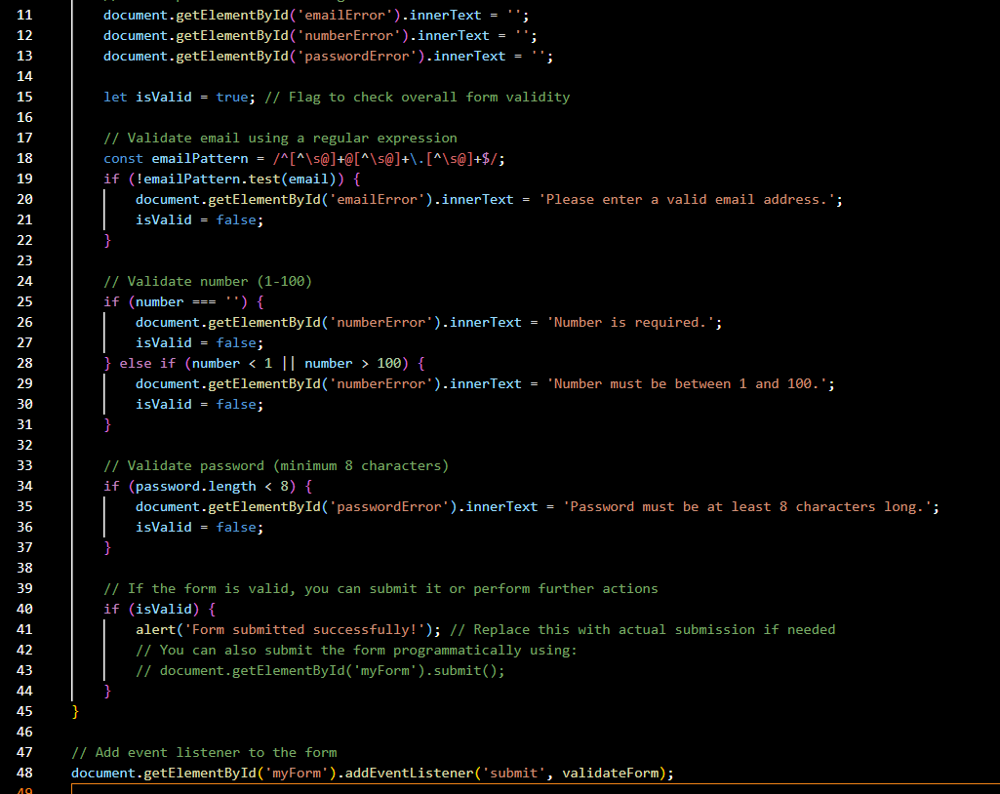 11 document.getElementById('emailError').innerText = '';
12 document.getElementById('numberError').innerText = '';
13 document.getElementById('passwordError').innerText = '';
14
15 let isValid = true; // Flag to check overall form validity
16
17 // Validate email using a regular expression
18 const emailPattern = /^[^\s@]+@[^\s@]+\.[^\s@]+$/;
19 if (!emailPattern.test(email)) {
20 document.getElementById('emailError').innerText = 'Please enter a valid email address.';
21 isValid = false;
22 }
23
24 // Validate number (1-100)
25 if (number === '') {
26 document.getElementById('numberError').innerText = 'Number is required.';
27 isValid = false;
28 } else if (number < 1 || number > 100) {
29 document.getElementById('numberError').innerText = 'Number must be between 1 and 100.';
30 isValid = false;
31 }
32
33 // Validate password (minimum 8 characters)
34 if (password.length < 8) {
35 document.getElementById('passwordError').innerText = 'Password must be at least 8 characters long.';
36 isValid = false;
37 }
38
39 // If the form is valid, you can submit it or perform further actions
40 if (isValid) {
41 alert('Form submitted successfully!'); // Replace this with actual submission if needed
42 // You can also submit the form programmatically using:
43 // document.getElementById('myForm').submit();
44 }
45 }
46
47 // Add event listener to the form
48 document.getElementById('myForm').addEventListener('submit', validateForm);
49